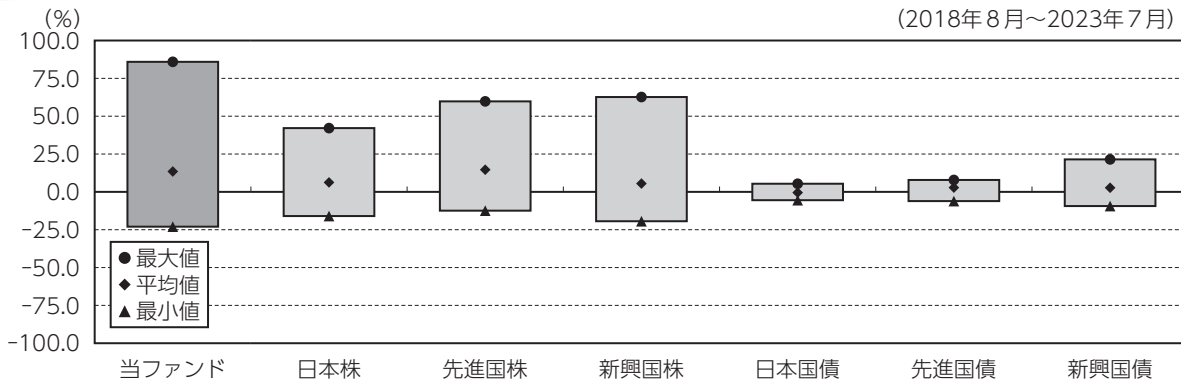 (%)
(2018年8月～2023年7月)
100.0
75.0
50.0
25.0
0.0
-25.0
-50.0
-75.0
-100.0
●最大値
◆平均値
▲最小値
当ファンド 日本株 先進国株 新興国株 日本国債 先進国債 新興国債